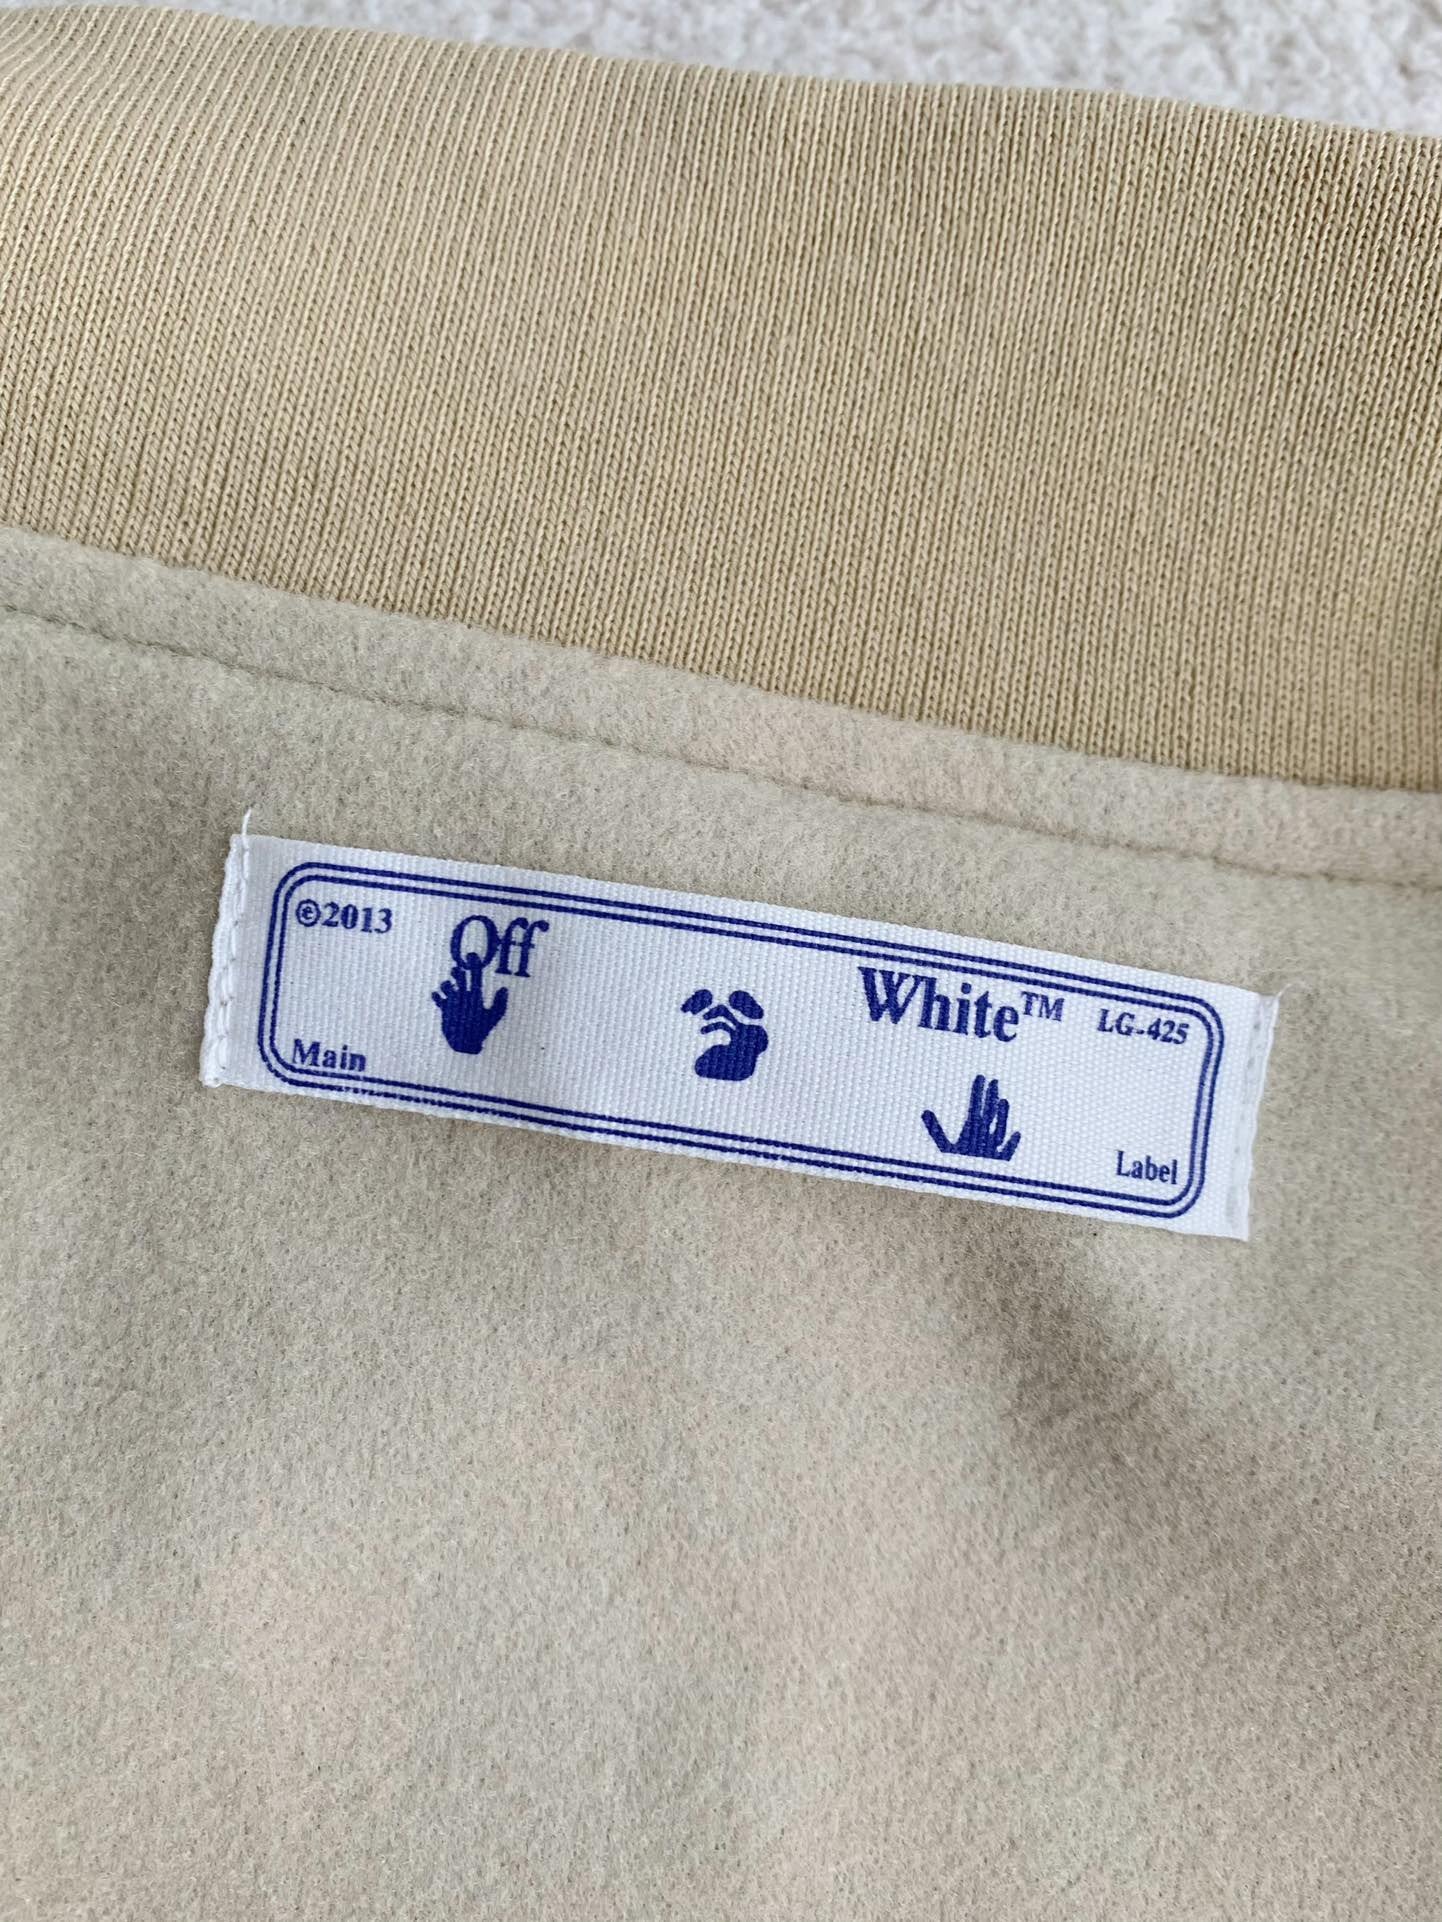 ©2013 Off White™ LG-425
Main Label